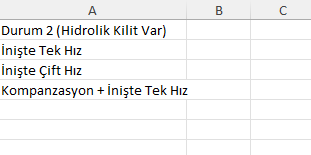 A B C
Durum 2 (Hidrolik Kilit Var)
İnişte Tek Hız
İnişte Çift Hız
Kompanzasyon + İnişte Tek Hız